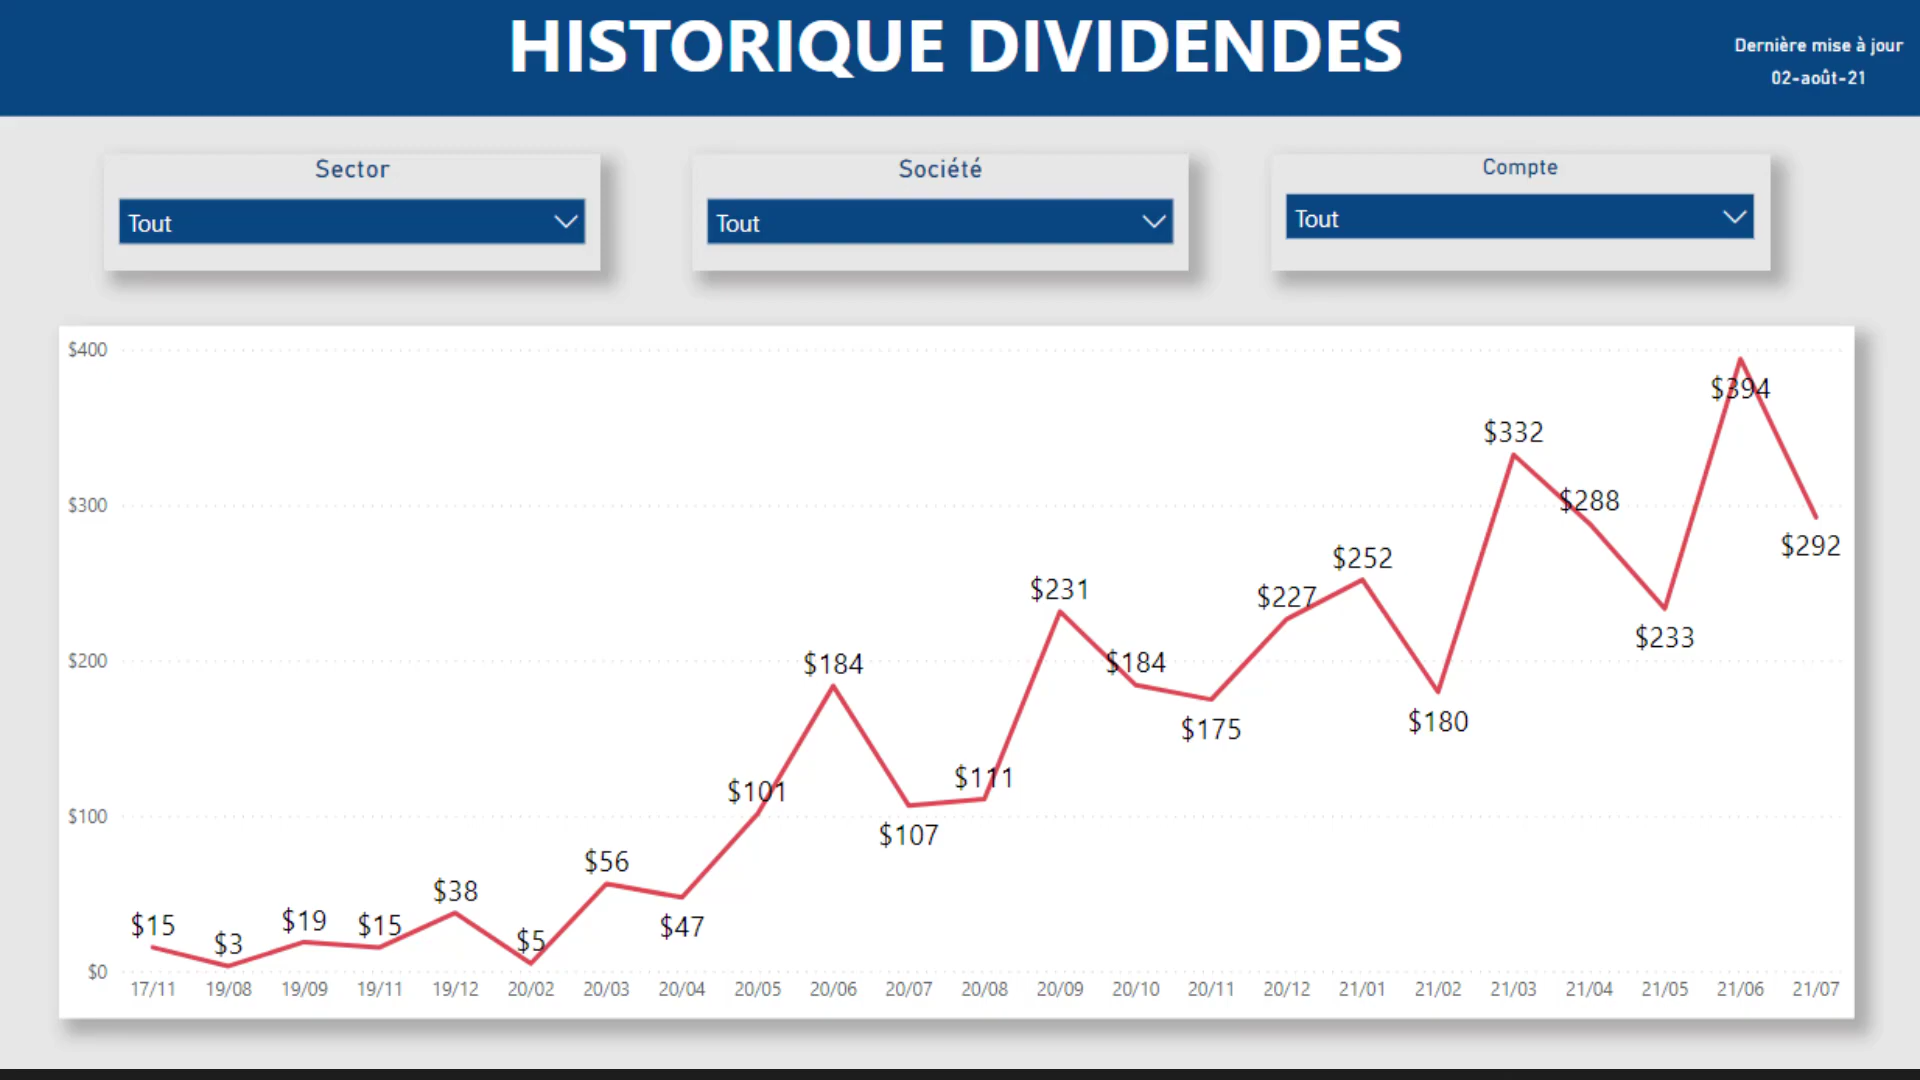 HISTORIQUE DIVIDENDES
Dernière mise à jour
02-août-21
Sector
Société
Compte
Tout
Tout
Tout
$400
$300
$200
$100
$0
$15
$3
$19
$15
$38
$5
$56
$47
$101
$184
$107
$111
$231
$184
$175
$227
$252
$180
$332
$288
$233
$394
$292
17/11 19/08 19/09 19/11 19/12 20/02 20/03 20/04 20/05 20/06 20/07 20/08 20/09 20/10 20/11 20/12 21/01 21/02 21/03 21/04 21/05 21/06 21/07